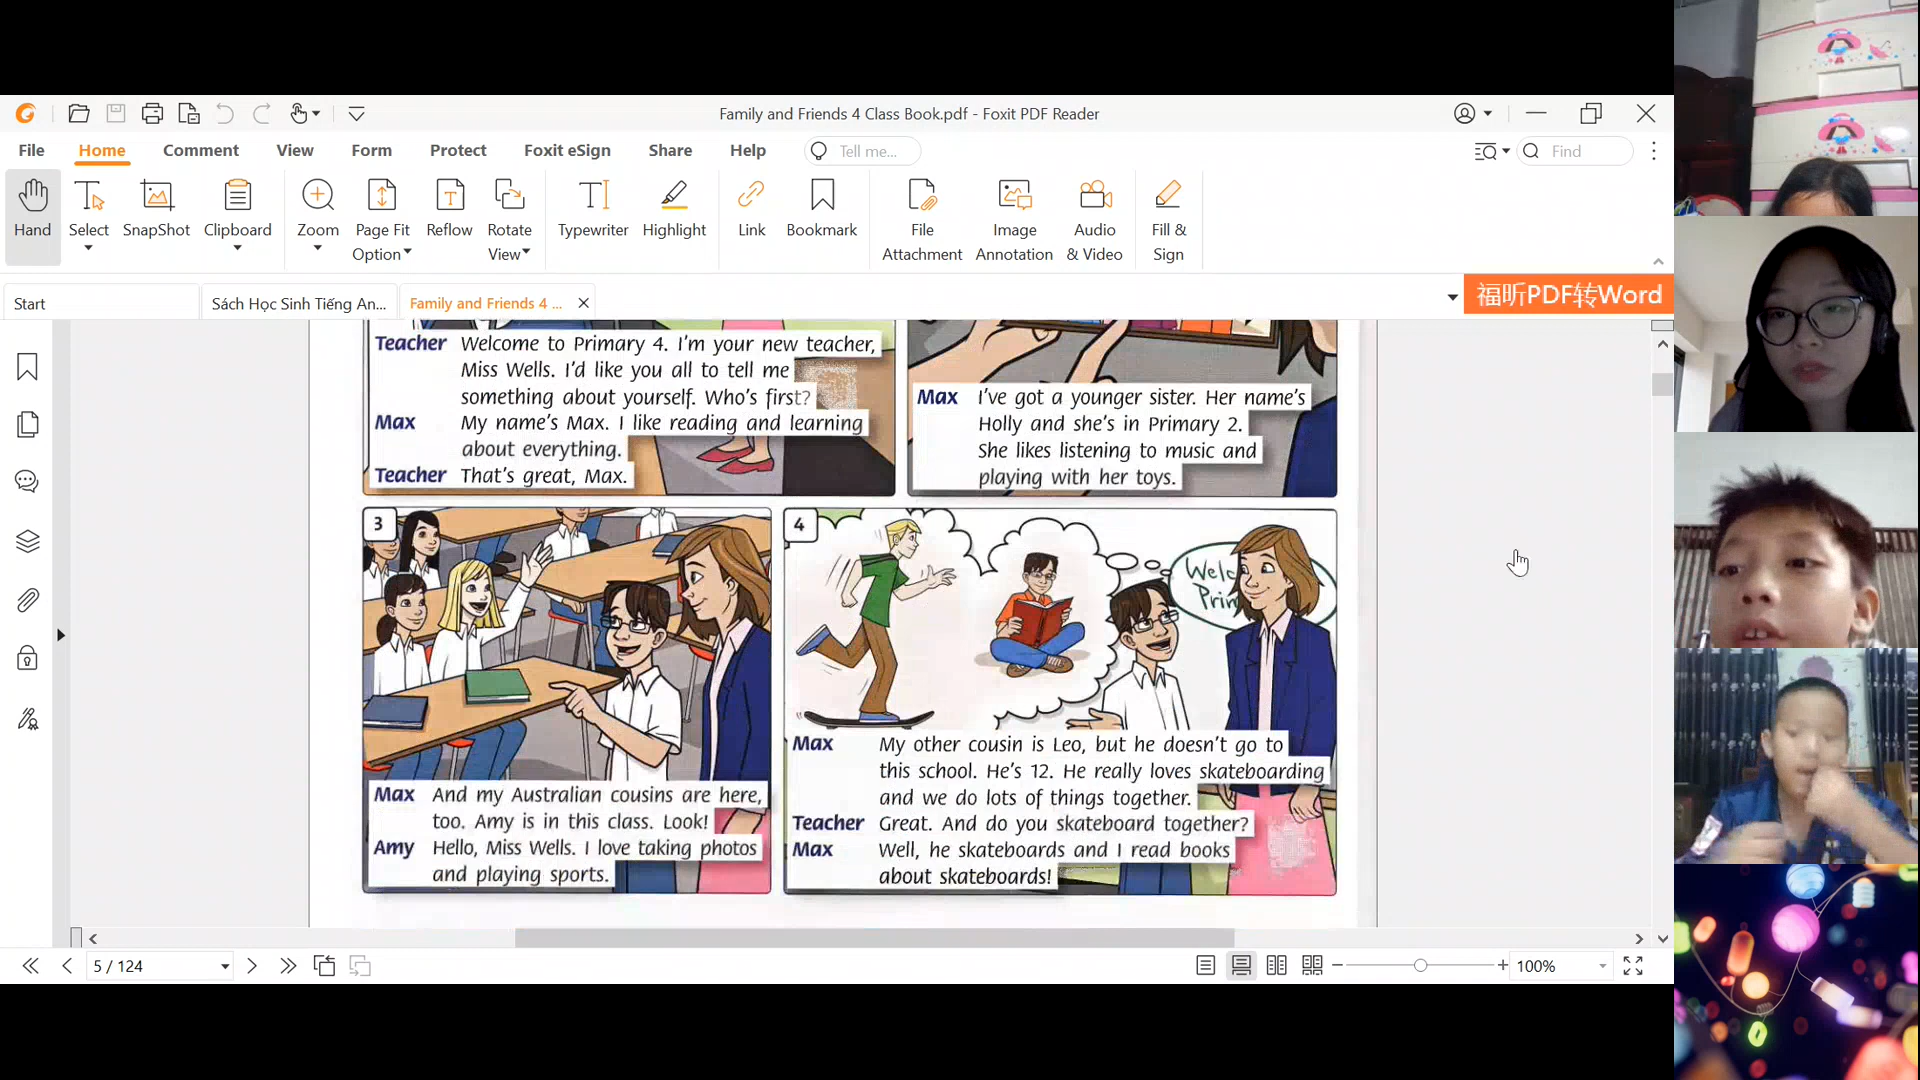 Family and Friends 4 Class Book.pdf - Foxit PDF Reader
File Home Comment View Form Protect Foxit eSign Share Help Tell me... Find
Hand Select SnapShot Clipboard Zoom Page Fit Option Reflow Rotate View Typewriter Highlight Link Bookmark File Attachment Image Annotation Audio & Video Fill & Sign
Start Sách Học Sinh Tiếng An... Family and Friends 4 ... 福昕PDF转Word
Teacher Welcome to Primary 4. I'm your new teacher,
Miss Wells. I'd like you all to tell me
something about yourself. Who's first?
Max My name's Max. I like reading and learning
about everything.
Teacher That's great, Max.
Max I've got a younger sister. Her name's
Holly and she's in Primary 2.
She likes listening to music and
playing with her toys.
3
Max And my Australian cousins are here,
too. Amy is in this class. Look!
Amy Hello, Miss Wells. I love taking photos
and playing sports.
4
Welc
Prim
Max My other cousin is Leo, but he doesn't go to
this school. He's 12. He really loves skateboarding
and we do lots of things together.
Teacher Great. And do you skateboard together?
Max Well, he skateboards and I read books
about skateboards!
5 / 124 100%